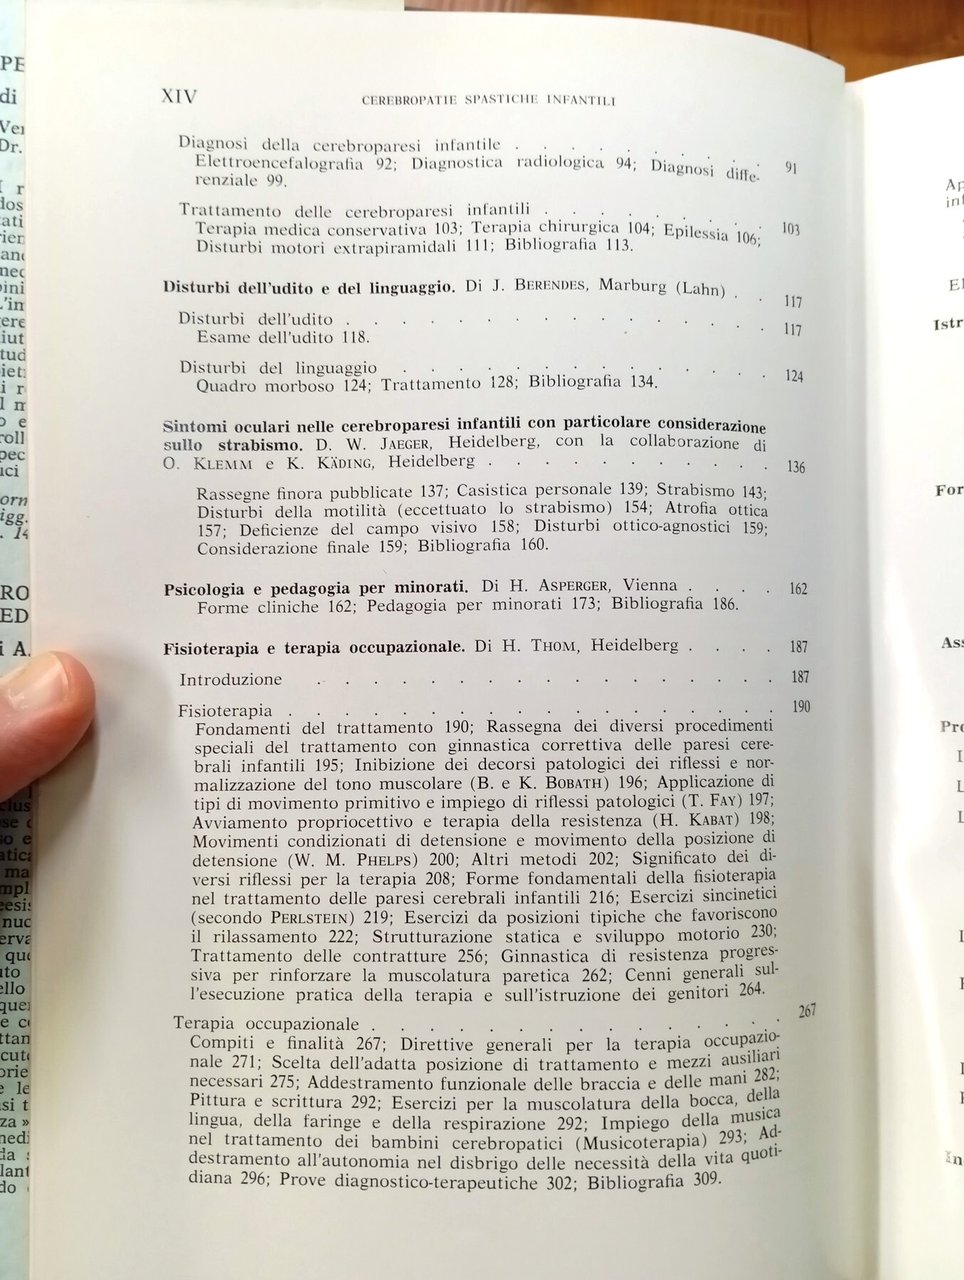 XIV
CEREBROPATIE SPASTICHE INFANTILI
Diagnosi della cerebroparesi infantile . . . . . . . . 91
Elettroencefalografia 92; Diagnostica radiologica 94; Diagnosi diffe-
renziale 99.
Trattamento delle cerebroparesi infantili . . . . . . . 103
Terapia medica conservativa 103; Terapia chirurgica 104; Epilessia 106;
Disturbi motori extrapiramidali 111; Bibliografia 113.
Disturbi dell'udito e del linguaggio. Di J. BERENDES, Marburg (Lahn) . . 117
Disturbi dell'udito . . . . . . . . . . . . . 117
Esame dell'udito 118.
Disturbi del linguaggio . . . . . . . . . . . 124
Quadro morboso 124; Trattamento 128; Bibliografia 134.
Sintomi oculari nelle cerebroparesi infantili con particolare considerazione
sullo strabismo. D. W. JAEGER, Heidelberg, con la collaborazione di
O. KLEMM e K. KÄDING, Heidelberg . . . . . . . . . . 136
Rassegne finora pubblicate 137; Casistica personale 139; Strabismo 143;
Disturbi della motilità (eccettuato lo strabismo) 154; Atrofia ottica
157; Deficienze del campo visivo 158; Disturbi ottico-agnostici 159;
Considerazione finale 159; Bibliografia 160.
Psicologia e pedagogia per minorati. Di H. ASPERGER, Vienna . . . . 162
Forme cliniche 162; Pedagogia per minorati 173; Bibliografia 186.
Fisioterapia e terapia occupazionale. Di H. THOM, Heidelberg . . . . 187
Introduzione . . . . . . . . . . . . . . 187
Fisioterapia . . . . . . . . . . . . . . . 190
Fondamenti del trattamento 190; Rassegna dei diversi procedimenti
speciali del trattamento con ginnastica correttiva delle paresi cere-
brali infantili 195; Inibizione dei decorsi patologici dei riflessi e nor-
malizzazione del tono muscolare (B. e K. BOBATH) 196; Applicazione di
tipi di movimento primitivo e impiego di riflessi patologici (T. FAY) 197;
Avviamento propriocettivo e terapia della resistenza (H. KABAT) 198;
Movimenti condizionati di detensione e movimento della posizione di
detensione (W. M. PHELPS) 200; Altri metodi 202; Significato dei di-
versi riflessi per la terapia 208; Forme fondamentali della fisioterapia
nel trattamento delle paresi cerebrali infantili 216; Esercizi sincinetici
(secondo PERLSTEIN) 219; Esercizi da posizioni tipiche che favoriscono
il rilassamento 222; Strutturazione statica e sviluppo motorio 230;
Trattamento delle contratture 256; Ginnastica di resistenza progres-
siva per rinforzare la muscolatura paretica 262; Cenni generali sul-
l'esecuzione pratica della terapia e sull'istruzione dei genitori 264.
Terapia occupazionale . . . . . . . . . . . . . 267
Compiti e finalità 267; Direttive generali per la terapia occupazio-
nale 271; Scelta dell'adatta posizione di trattamento e mezzi ausiliari
necessari 275; Addestramento funzionale delle braccia e delle mani 282;
Pittura e scrittura 292; Esercizi per la muscolatura della bocca, della
lingua, della faringe e della respirazione 292; Impiego della musica
nel trattamento dei bambini cerebropatici (Musicoterapia) 293; Ad-
destramento all'autonomia nel disbrigo delle necessità della vita quoti-
diana 296; Prove diagnostico-terapeutiche 302; Bibliografia 309.